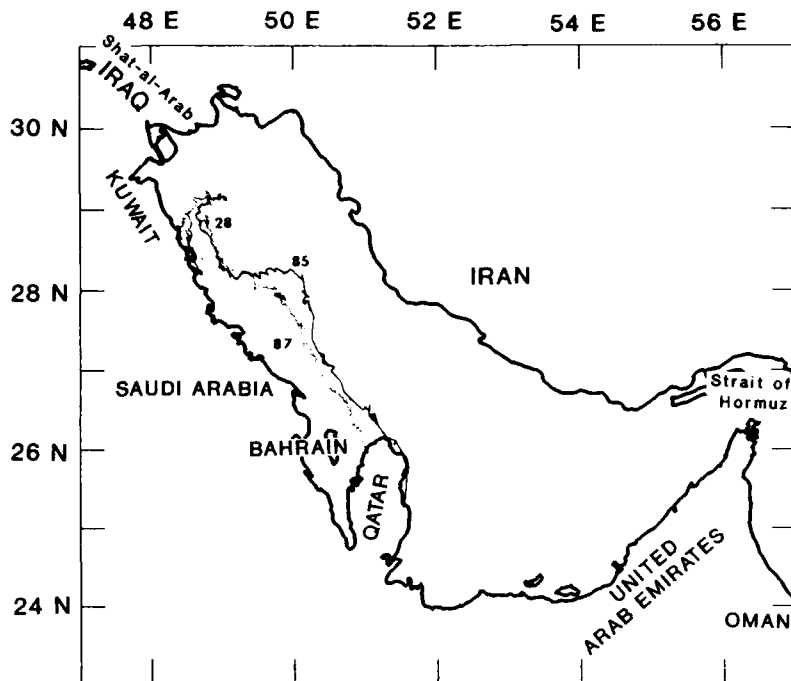 48 E 50 E 52 E 54 E 56 E
Shat-al-Arab
IRAQ
30 N
KUWAIT
28
85
IRAN
28 N
87
SAUDI ARABIA
Strait of
Hormuz
26 N
BAHRAIN
QATAR
UNITED
ARAB EMIRATES
24 N
OMAN